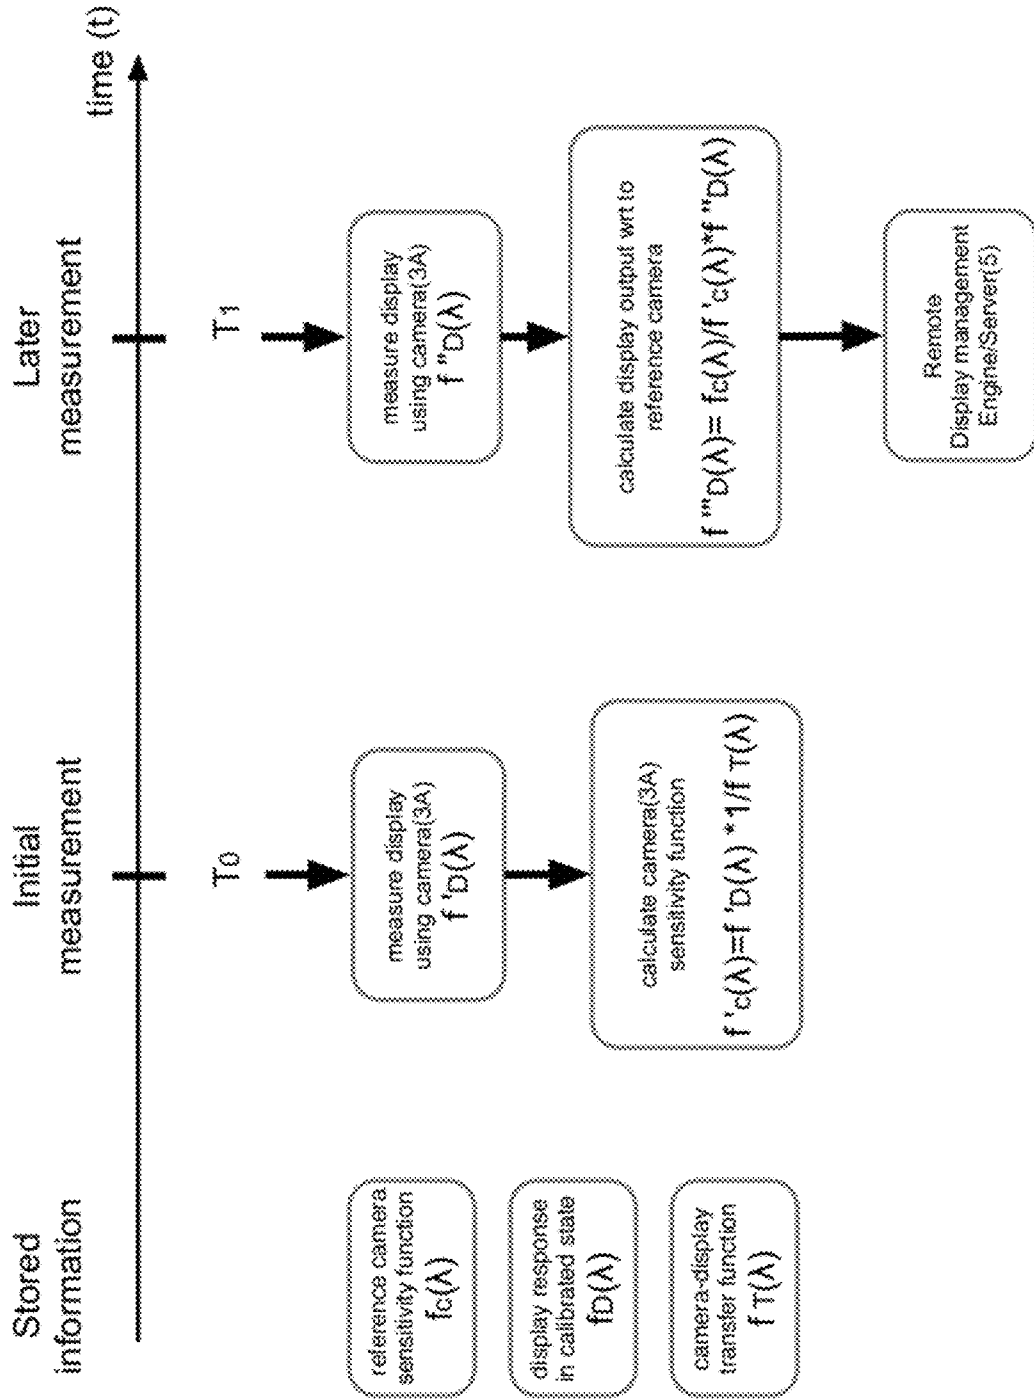 time (t)
Stored
information
Initial
measurement
Later
measurement
T0
T1
reference camera
sensitivity function
fc(λ)
display response
in calibrated state
fD(λ)
camera-display
transfer function
f T(λ)
measure display
using camera(3A)
f 'D(λ)
calculate camera(3A)
sensitivity function
f 'c(λ)=f 'D(λ) *1/f T(λ)
measure display
using camera(3A)
f "D(λ)
calculate display output wrt to
reference camera
f '"D(λ)= fc(λ)/f 'c(λ)*f "D(λ)
Remote
Display management
Engine/Server(5)